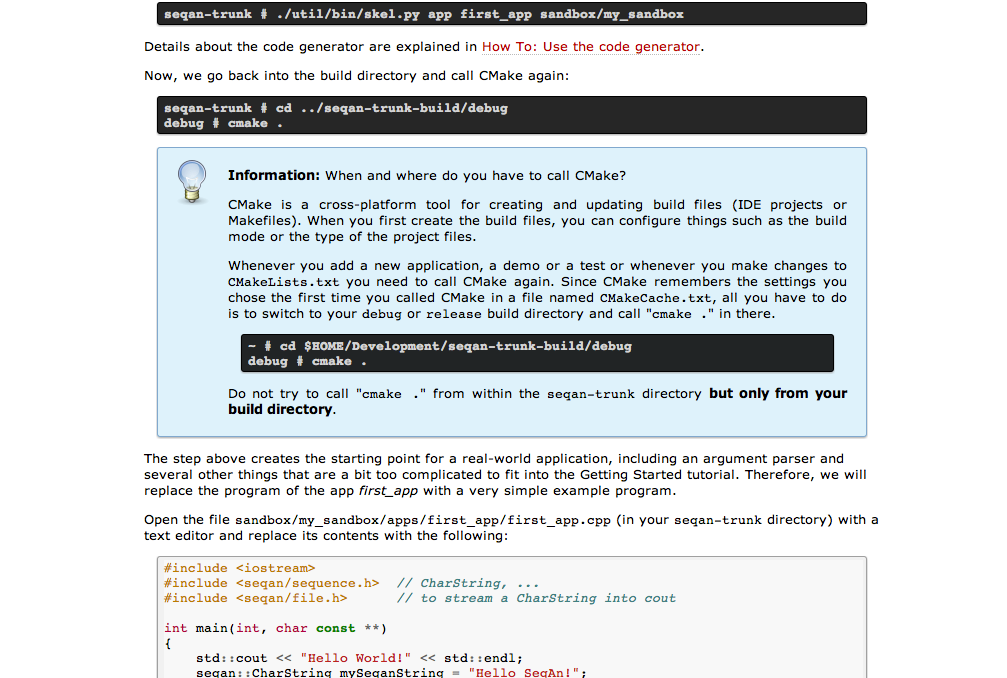 seqan-trunk # ./util/bin/skel.py app first_app sandbox/my_sandbox
Details about the code generator are explained in How To: Use the code generator.
Now, we go back into the build directory and call CMake again:
seqan-trunk # cd ../seqan-trunk-build/debug
debug # cmake .
Information: When and where do you have to call CMake?
CMake is a cross-platform tool for creating and updating build files (IDE projects or
Makefiles). When you first create the build files, you can configure things such as the build
mode or the type of the project files.
Whenever you add a new application, a demo or a test or whenever you make changes to
CMakeLists.txt you need to call CMake again. Since CMake remembers the settings you
chose the first time you called CMake in a file named CMakeCache.txt, all you have to do
is to switch to your debug or release build directory and call "cmake ." in there.
~ # cd $HOME/Development/seqan-trunk-build/debug
debug # cmake .
Do not try to call "cmake ." from within the seqan-trunk directory but only from your
build directory.
The step above creates the starting point for a real-world application, including an argument parser and
several other things that are a bit too complicated to fit into the Getting Started tutorial. Therefore, we will
replace the program of the app first_app with a very simple example program.
Open the file sandbox/my_sandbox/apps/first_app/first_app.cpp (in your seqan-trunk directory) with a
text editor and replace its contents with the following:
#include <iostream>
#include <seqan/sequence.h>  // CharString, ...
#include <seqan/file.h>      // to stream a CharString into cout
int main(int, char const **)
{
    std::cout << "Hello World!" << std::endl;
    seqan::CharString mySeqanString = "Hello SeqAn!";